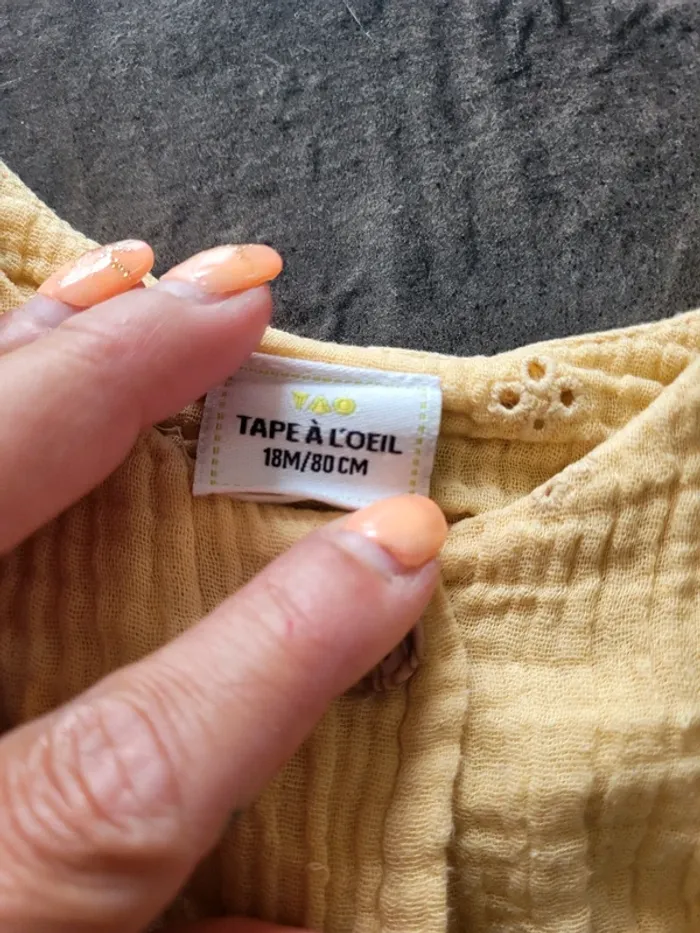 TAO
TAPE À L'OEIL
18M/80CM